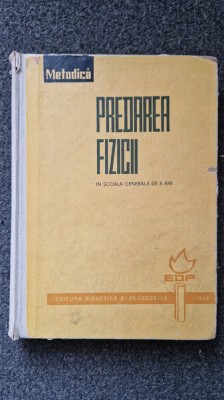 Metodică
PREDAREA
FIZICII
IN SCOALA GENERALA DE 8 ANI
EDP
EDITURA DIDACTICA SI PEDAGOGICA